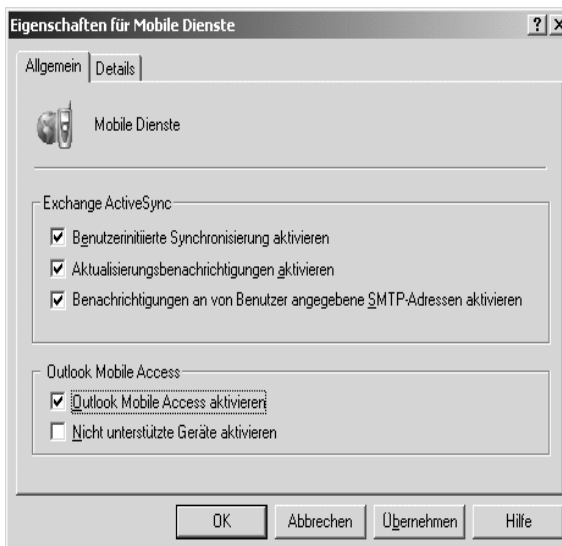 Eigenschaften für Mobile Dienste
Allgemein Details
Mobile Dienste
Exchange ActiveSync
Benutzerinitiierte Synchronisierung aktivieren
Aktualisierungsbenachrichtigungen aktivieren
Benachrichtigungen an von Benutzer angegebene SMTP-Adressen aktivieren
Outlook Mobile Access
Outlook Mobile Access aktivieren
Nicht unterstützte Geräte aktivieren
OK Abbrechen Übernehmen Hilfe